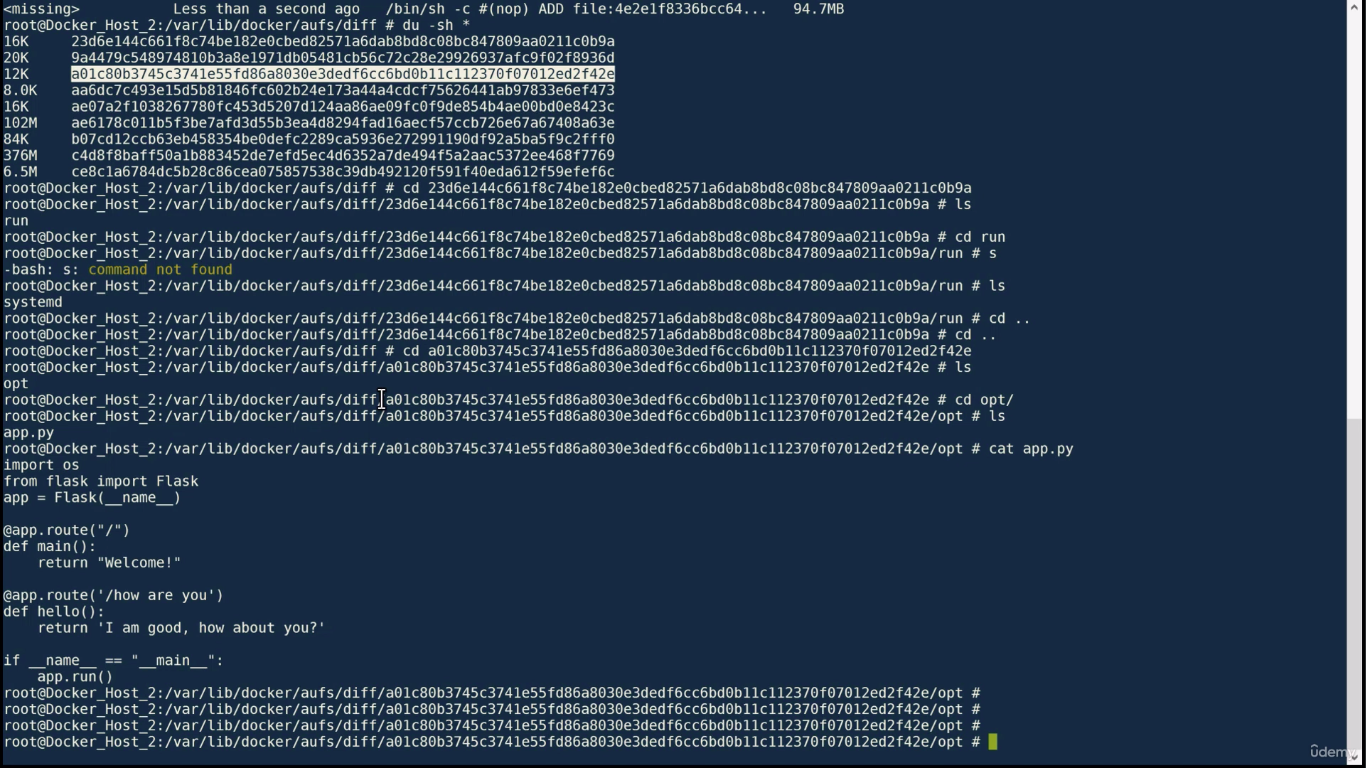 <missing>           Less than a second ago   /bin/sh -c #(nop) ADD file:4e2e1f8336bcc64...   94.7MB
root@Docker_Host_2:/var/lib/docker/aufs/diff # du -sh *
16K     23d6e144c661f8c74be182e0cbed82571a6dab8bd8c08bc847809aa0211c0b9a
20K     9a4479c548974810b3a8e1971db05481cb56c72c28e29926937afc9f02f8936d
12K     a01c80b3745c3741e55fd86a8030e3dedf6cc6bd0b11c112370f07012ed2f42e
8.0K    aa6dc7c493e15d5b81846fc602b24e173a44a4cdcf75626441ab97833e6ef473
16K     ae07a2f1038267780fc453d5207d124aa86ae09fc0f9de854b4ae00bd0e8423c
102M    ae6178c011b5f3be7afd3d55b3ea4d8294fad16aecf57ccb726e67a67408a63e
84K     b07cd12ccb63eb458354be0defc2289ca5936e272991190df92a5ba5f9c2fff0
376M    c4d8f8baff50a1b883452de7efd5ec4d6352a7de494f5a2aac5372ee468f7769
6.5M    ce8c1a6784dc5b28c86cea075857538c39db492120f591f40eda612f59efef6c
root@Docker_Host_2:/var/lib/docker/aufs/diff # cd 23d6e144c661f8c74be182e0cbed82571a6dab8bd8c08bc847809aa0211c0b9a
root@Docker_Host_2:/var/lib/docker/aufs/diff/23d6e144c661f8c74be182e0cbed82571a6dab8bd8c08bc847809aa0211c0b9a # ls
run
root@Docker_Host_2:/var/lib/docker/aufs/diff/23d6e144c661f8c74be182e0cbed82571a6dab8bd8c08bc847809aa0211c0b9a # cd run
root@Docker_Host_2:/var/lib/docker/aufs/diff/23d6e144c661f8c74be182e0cbed82571a6dab8bd8c08bc847809aa0211c0b9a/run # s
-bash: s: command not found
root@Docker_Host_2:/var/lib/docker/aufs/diff/23d6e144c661f8c74be182e0cbed82571a6dab8bd8c08bc847809aa0211c0b9a/run # ls
systemd
root@Docker_Host_2:/var/lib/docker/aufs/diff/23d6e144c661f8c74be182e0cbed82571a6dab8bd8c08bc847809aa0211c0b9a/run # cd ..
root@Docker_Host_2:/var/lib/docker/aufs/diff/23d6e144c661f8c74be182e0cbed82571a6dab8bd8c08bc847809aa0211c0b9a # cd ..
root@Docker_Host_2:/var/lib/docker/aufs/diff # cd a01c80b3745c3741e55fd86a8030e3dedf6cc6bd0b11c112370f07012ed2f42e
root@Docker_Host_2:/var/lib/docker/aufs/diff/a01c80b3745c3741e55fd86a8030e3dedf6cc6bd0b11c112370f07012ed2f42e # ls
opt
root@Docker_Host_2:/var/lib/docker/aufs/diff/a01c80b3745c3741e55fd86a8030e3dedf6cc6bd0b11c112370f07012ed2f42e # cd opt/
root@Docker_Host_2:/var/lib/docker/aufs/diff/a01c80b3745c3741e55fd86a8030e3dedf6cc6bd0b11c112370f07012ed2f42e/opt # ls
app.py
root@Docker_Host_2:/var/lib/docker/aufs/diff/a01c80b3745c3741e55fd86a8030e3dedf6cc6bd0b11c112370f07012ed2f42e/opt # cat app.py
import os
from flask import Flask
app = Flask(__name__)

@app.route("/")
def main():
    return "Welcome!"

@app.route('/how are you')
def hello():
    return 'I am good, how about you?'

if __name__ == "__main__":
    app.run()
root@Docker_Host_2:/var/lib/docker/aufs/diff/a01c80b3745c3741e55fd86a8030e3dedf6cc6bd0b11c112370f07012ed2f42e/opt #
root@Docker_Host_2:/var/lib/docker/aufs/diff/a01c80b3745c3741e55fd86a8030e3dedf6cc6bd0b11c112370f07012ed2f42e/opt #
root@Docker_Host_2:/var/lib/docker/aufs/diff/a01c80b3745c3741e55fd86a8030e3dedf6cc6bd0b11c112370f07012ed2f42e/opt #
root@Docker_Host_2:/var/lib/docker/aufs/diff/a01c80b3745c3741e55fd86a8030e3dedf6cc6bd0b11c112370f07012ed2f42e/opt #
ûdemy